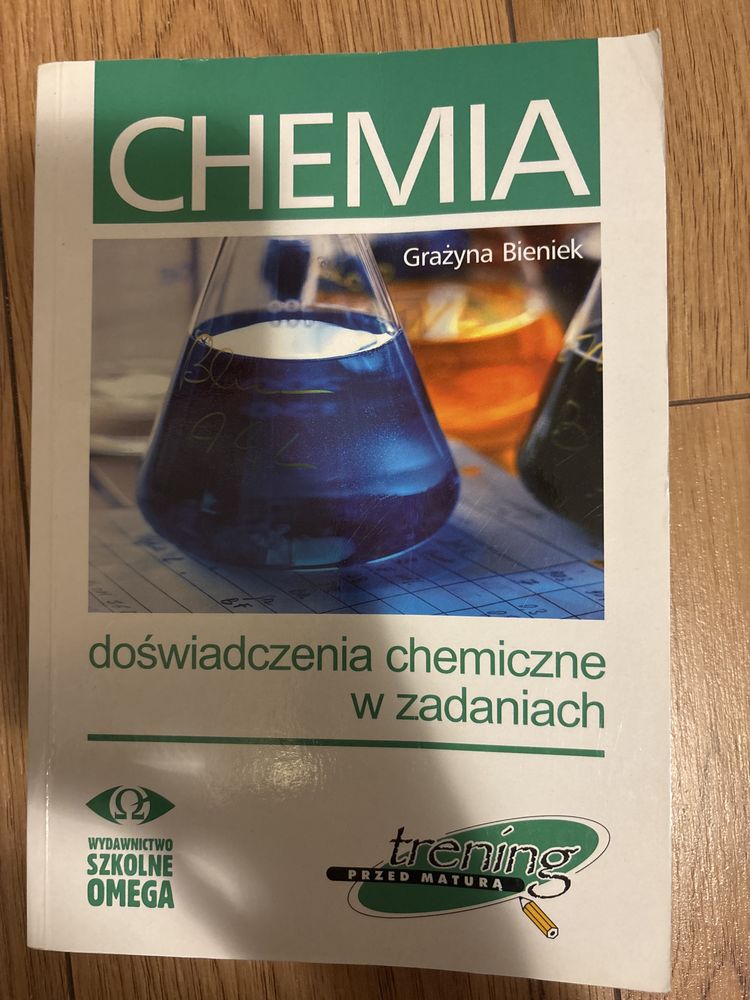 CHEMIA
Grażyna Bieniek
doświadczenia chemiczne
w zadaniach
WYDAWNICTWO
SZKOLNE
OMEGA
trening
PRZED MATURĄ